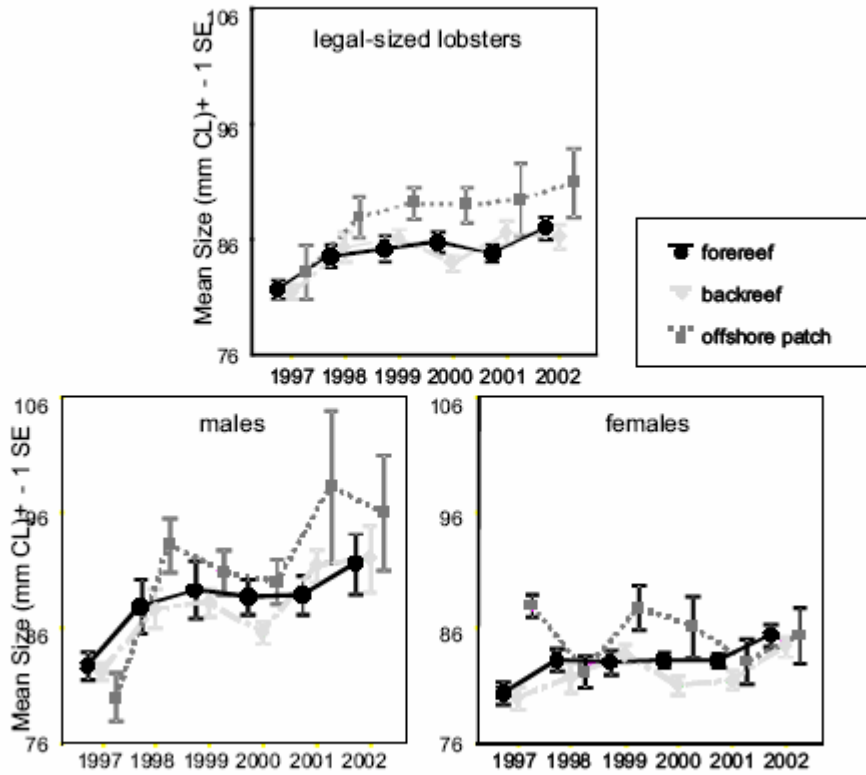 106
legal-sized lobsters
96
86
76
Mean Size (mm CL)+ - 1 SE
1997 1998 1999 2000 2001 2002
forereef
backreef
offshore patch
106
males
96
86
76
Mean Size (mm CL)+ - 1 SE
1997 1998 1999 2000 2001 2002
106
females
96
86
76
1997 1998 1999 2000 2001 2002